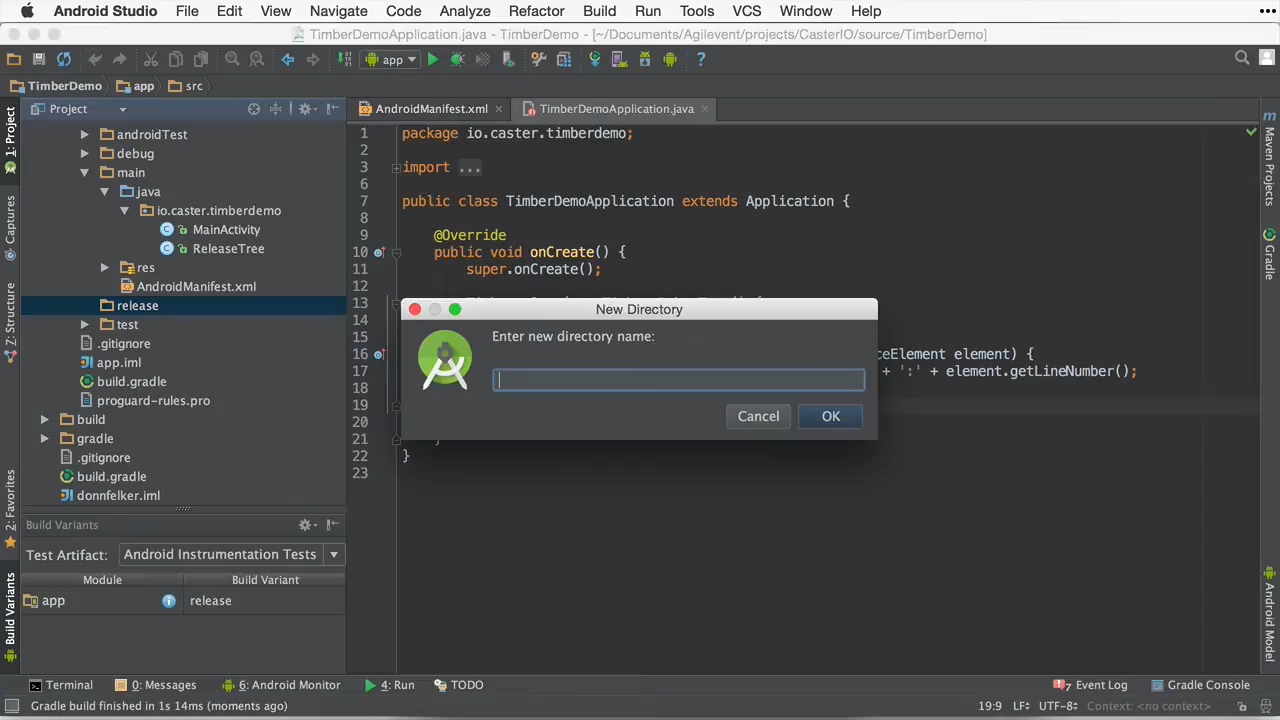 Android Studio File Edit View Navigate Code Analyze Refactor Build Run Tools VCS Window Help
TimberDemoApplication.java - TimberDemo - [~/Documents/Agilevent/projects/CasterIO/source/TimberDemo]
app
TimberDemo app src
Project
AndroidManifest.xml TimberDemoApplication.java
1: Project
Captures
7: Structure
2: Favorites
Build Variants
androidTest
debug
main
java
io.caster.timberdemo
MainActivity
ReleaseTree
res
AndroidManifest.xml
release
test
.gitignore
app.iml
build.gradle
proguard-rules.pro
build
gradle
.gitignore
build.gradle
donnfelker.iml
1 package io.caster.timberdemo;
2
3 import ...
6
7 public class TimberDemoApplication extends Application {
8
9 @Override
10 public void onCreate() {
11 super.onCreate();
12
13
14
15
16 ceElement element) {
17 + ':' + element.getLineNumber();
18
19
20
21 }
22 }
23
New Directory
Enter new directory name:
Cancel OK
Maven Projects
Gradle
Android Model
Build Variants
Test Artifact: Android Instrumentation Tests
Module Build Variant
app release
Terminal 0: Messages 6: Android Monitor 4: Run TODO 7 Event Log Gradle Console
Gradle build finished in 1s 14ms (moments ago) 19:9 LF÷ UTF-8÷ Context: <no context>